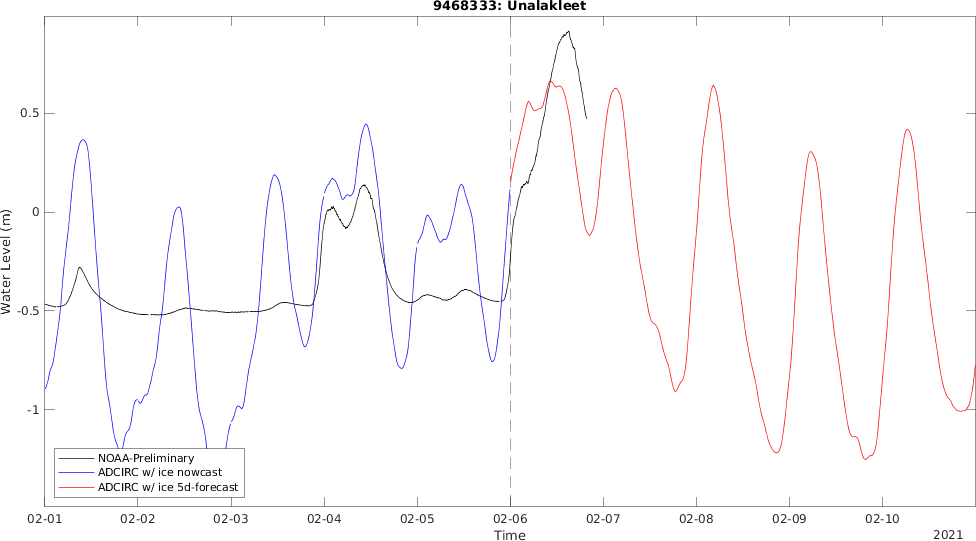 9468333: Unalakleet
Water Level (m)
0.5
0
-0.5
-1
NOAA-Preliminary
ADCIRC w/ ice nowcast
ADCIRC w/ ice 5d-forecast
02-01 02-02 02-03 02-04 02-05 02-06 02-07 02-08 02-09 02-10
Time
2021